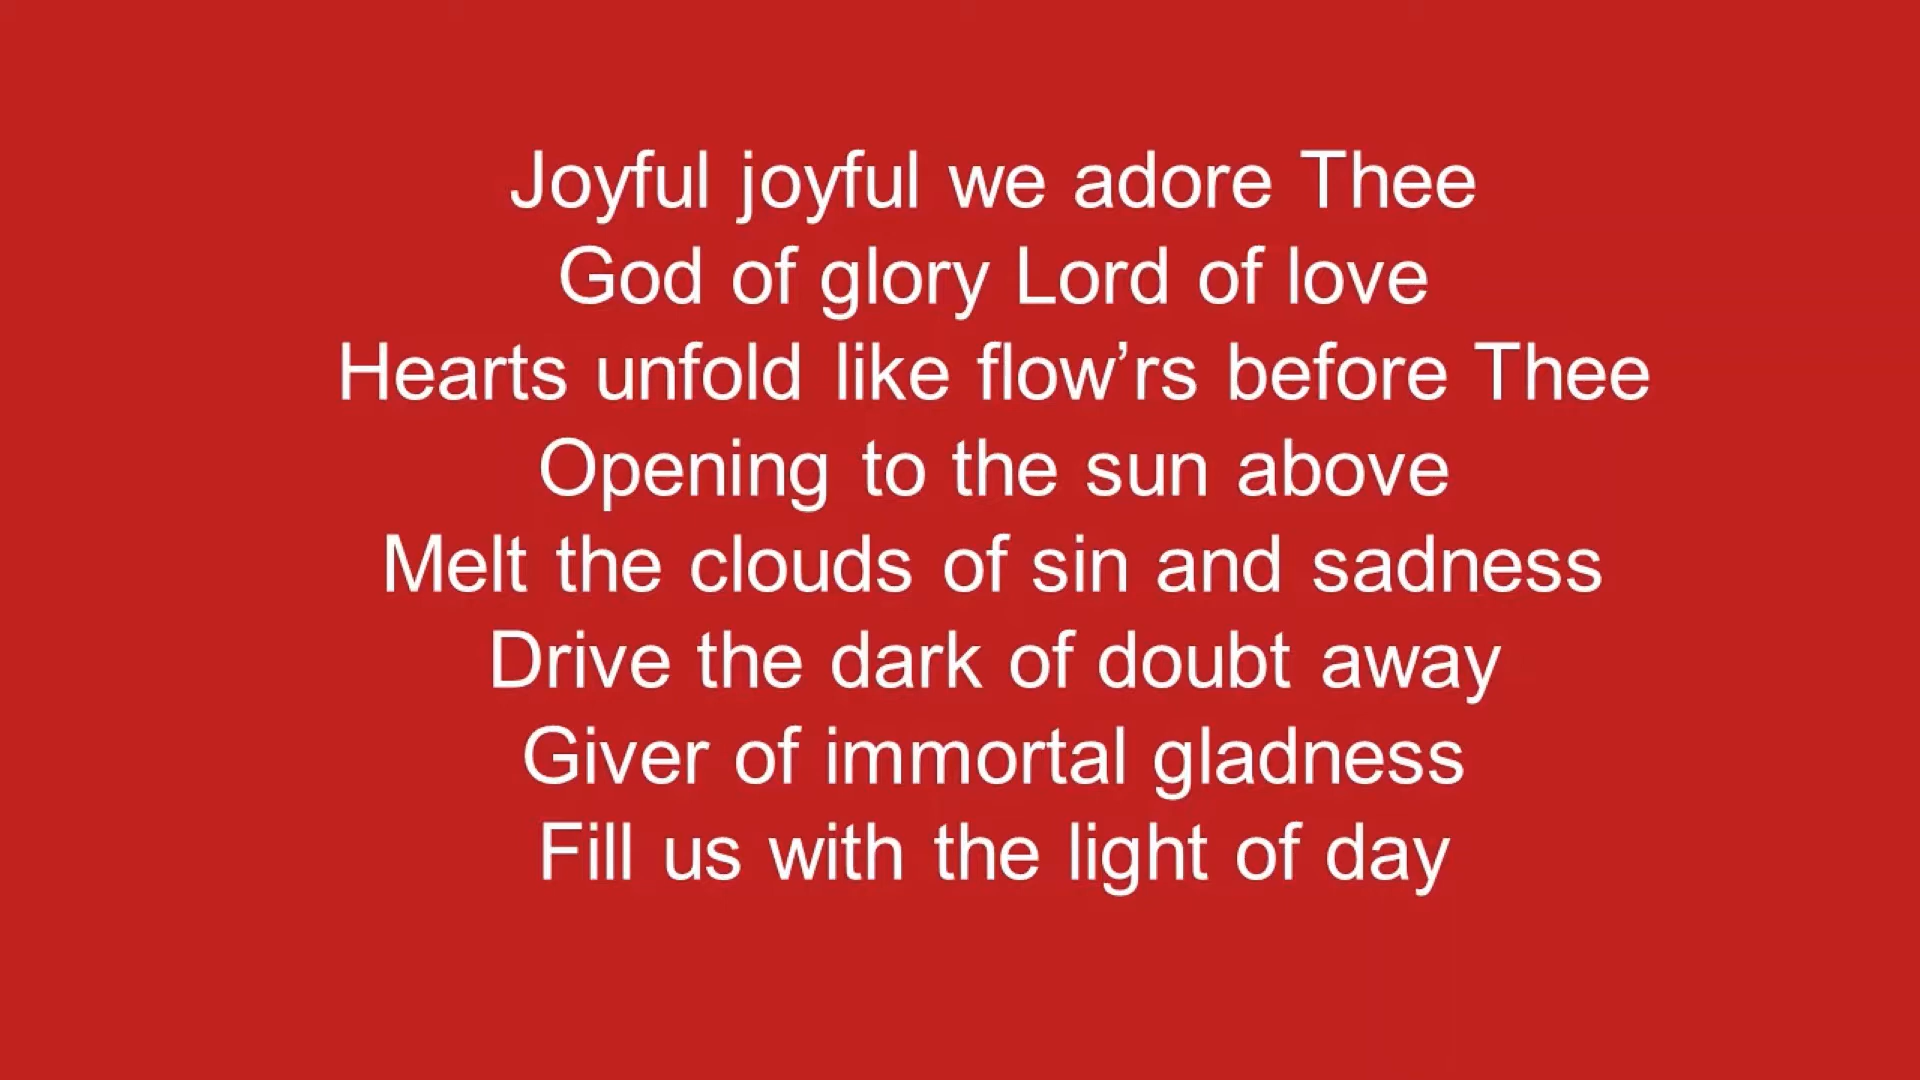 Joyful joyful we adore Thee
God of glory Lord of love
Hearts unfold like flow’rs before Thee
Opening to the sun above
Melt the clouds of sin and sadness
Drive the dark of doubt away
Giver of immortal gladness
Fill us with the light of day